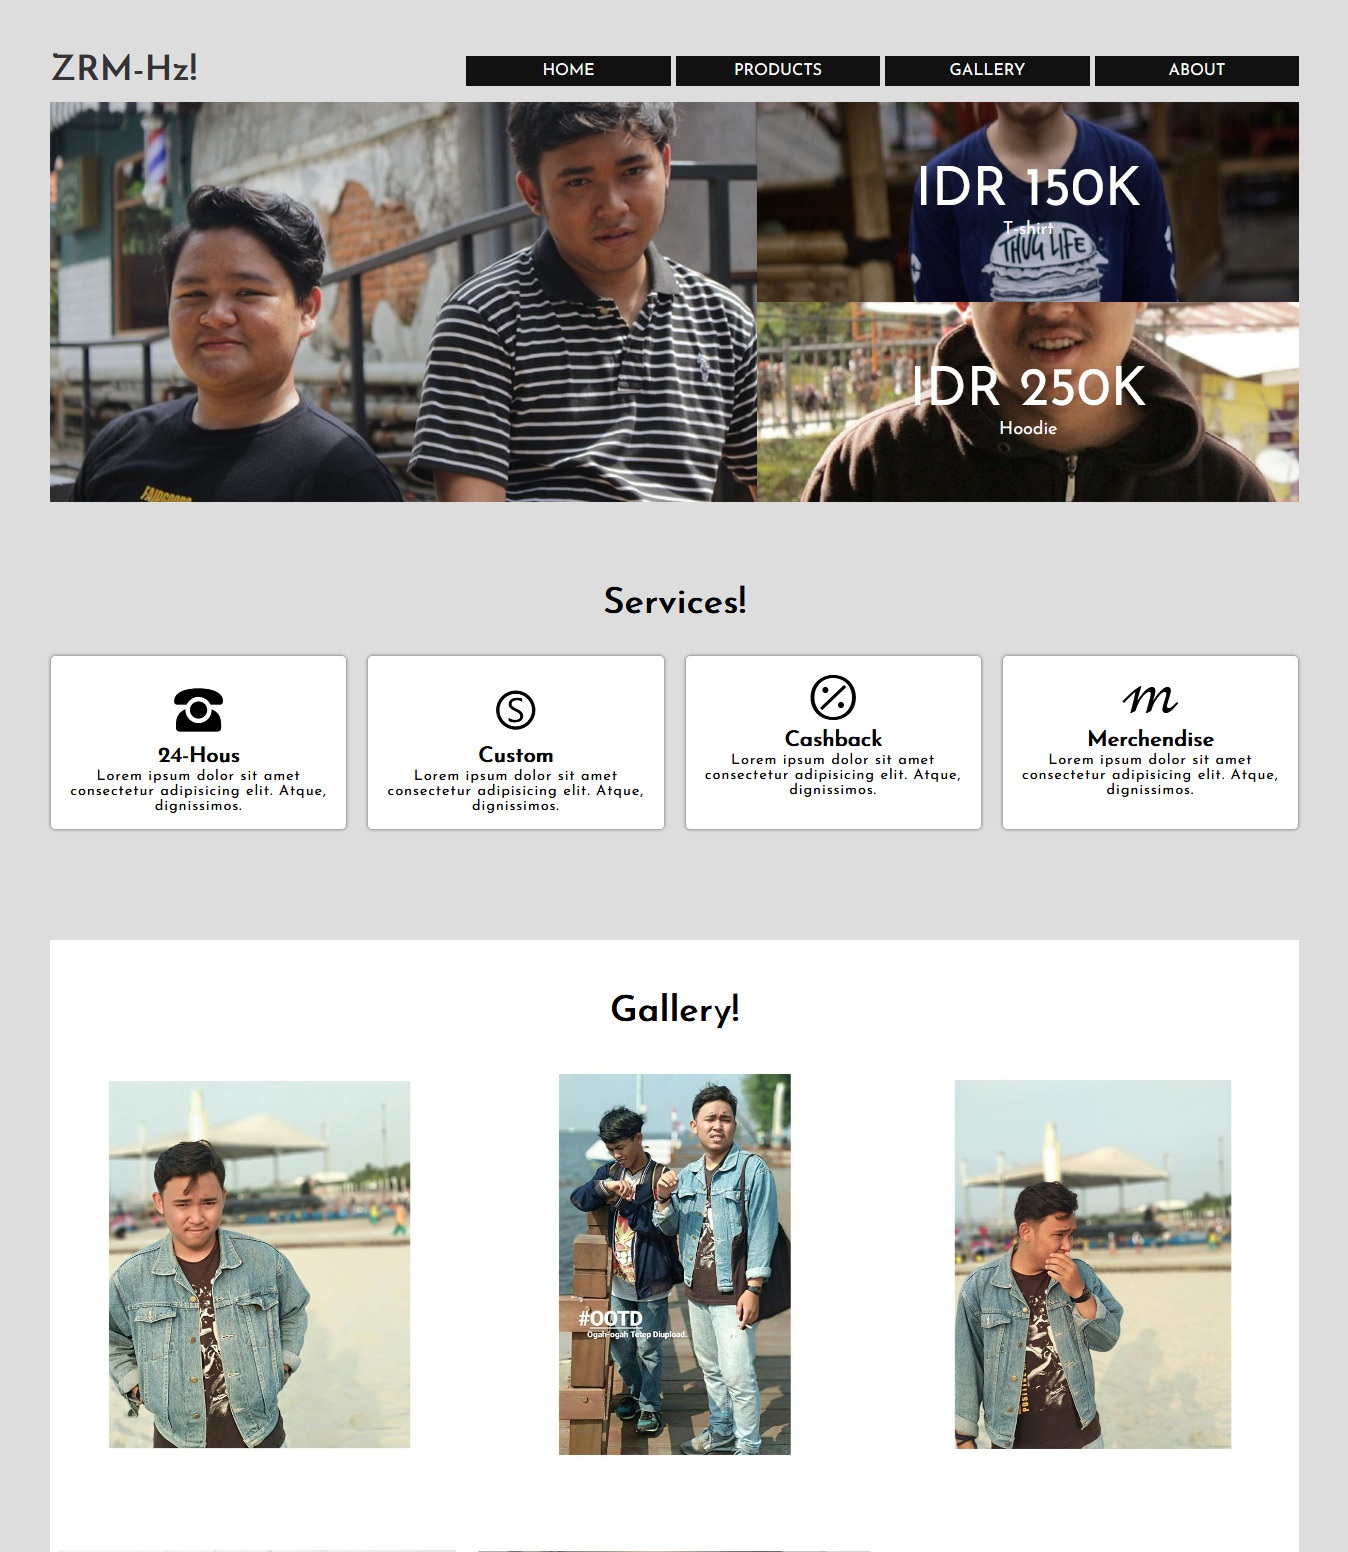 ZRM-Hz!
HOME
PRODUCTS
GALLERY
ABOUT
IDR 150K
T-shirt
THUG LIFE
IDR 250K
Hoodie
Services!
24-Hous
Lorem ipsum dolor sit amet
consectetur adipisicing elit. Atque,
dignissimos.
Custom
Lorem ipsum dolor sit amet
consectetur adipisicing elit. Atque,
dignissimos.
Cashback
Lorem ipsum dolor sit amet
consectetur adipisicing elit. Atque,
dignissimos.
Merchendise
Lorem ipsum dolor sit amet
consectetur adipisicing elit. Atque,
dignissimos.
Gallery!
#OOTD
Ogah-ogah Tetep Diupload.